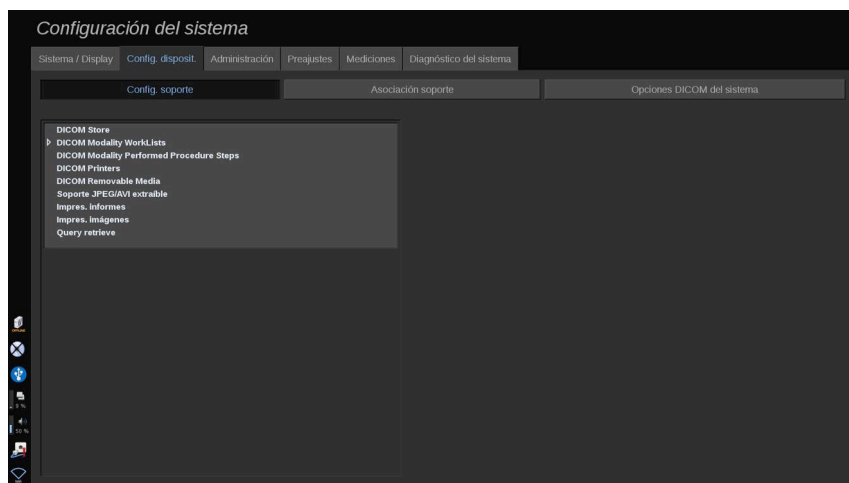 Configuración del sistema
Sistema / Display
Config. disposit.
Administración
Preajustes
Mediciones
Diagnóstico del sistema
Config. soporte
Asociación soporte
Opciones DICOM del sistema
DICOM Store
DICOM Modality WorkLists
DICOM Modality Performed Procedure Steps
DICOM Printers
DICOM Removable Media
Soporte JPEG/AVI extraíble
Impres. informes
Impres. imágenes
Query retrieve
9 %
50 %